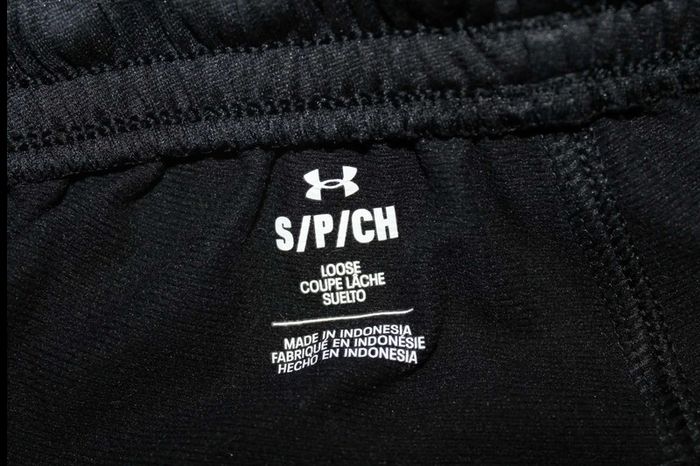 S/P/CH
LOOSE
COUPE LÂCHE
SUELTO
MADE IN INDONESIA
FABRIQUÉ EN INDONÉSIE
HECHO EN INDONESIA